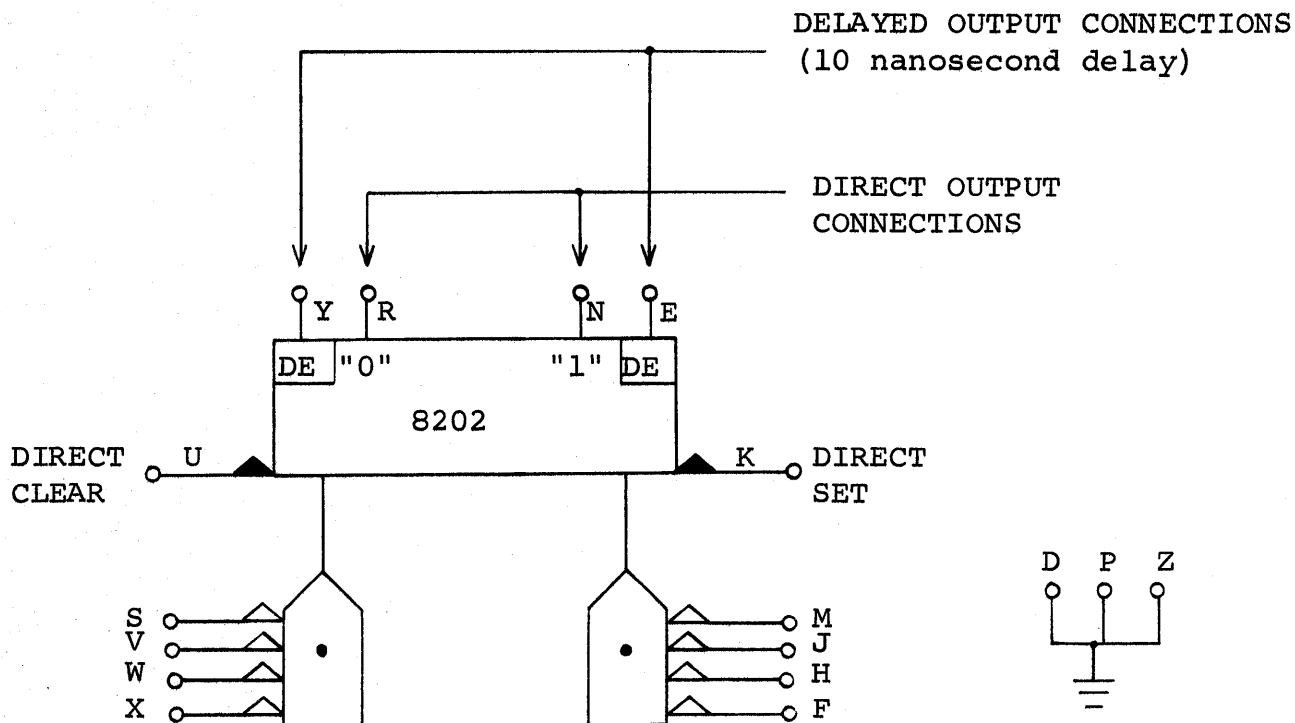 DELAYED OUTPUT CONNECTIONS
(10 nanosecond delay)
DIRECT OUTPUT
CONNECTIONS
Y R N E
DE "0" "1" DE
8202
DIRECT
CLEAR
U
K
DIRECT
SET
D P Z
S M
V J
W H
X F